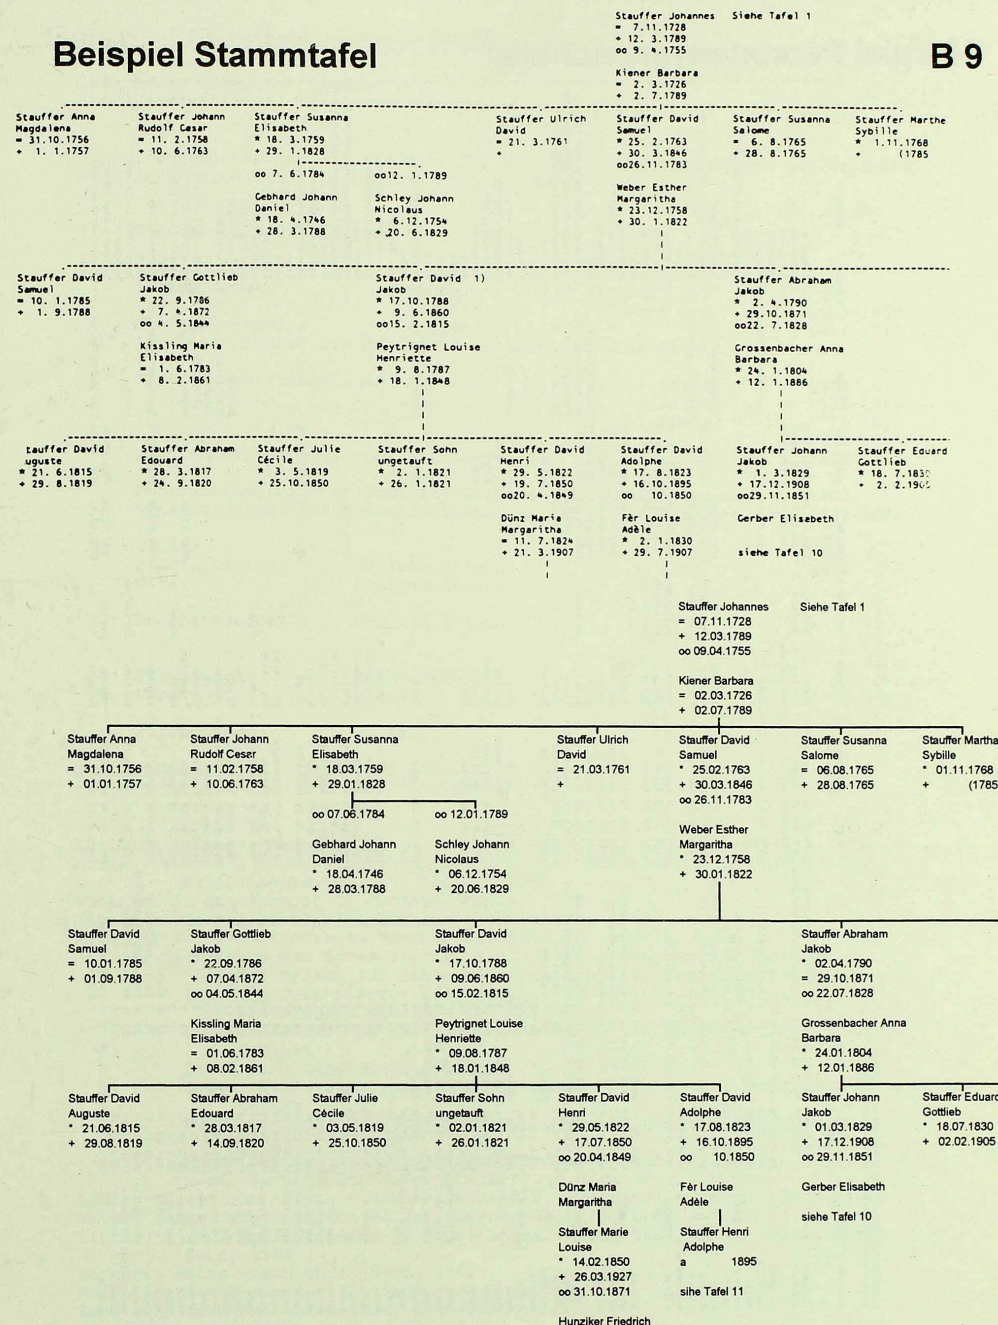 Beispiel Stammtafel
B 9
Stauffer Johannes Siehe Tafel 1
= 7.11.1728
+ 12. 3.1789
oo 9. 4.1755
Kiener Barbara
= 2. 3.1726
+ 2. 7.1789
Stauffer Anna
Magdalena
= 31.10.1756
+ 1. 1.1757
Stauffer Johann
Rudolf Cæsar
= 11. 2.1758
+ 10. 6.1763
Stauffer Susanna
Elisabeth
* 18. 3.1759
+ 29. 1.1828
oo 7. 6.1784
oo12. 1.1789
Gebhard Johann
Daniel
* 18. 4.1746
+ 28. 3.1788
Schley Johann
Nicolaus
* 6.12.1754
+ 20. 6.1829
Stauffer Ulrich
David
= 21. 3.1761
+
Stauffer David
Samuel
* 25. 2.1763
+ 30. 3.1846
oo26.11.1783
Weber Esther
Margaritha
* 23.12.1758
+ 30. 1.1822
Stauffer Susanna
Salome
= 6. 8.1765
+ 28. 8.1765
Stauffer Marthe
Sybille
* 1.11.1768
+ (1785
Stauffer David
Samuel
= 10. 1.1785
+ 1. 9.1788
Stauffer Gottlieb
Jakob
* 22. 9.1786
+ 7. 4.1872
oo 4. 5.1844
Kissling Maria
Elisabeth
= 1. 6.1783
+ 8. 2.1861
Stauffer David 1)
Jakob
* 17.10.1788
+ 9. 6.1860
oo15. 2.1815
Peytrignet Louise
Henriette
* 9. 8.1787
+ 18. 1.1848
Stauffer Abraham
Jakob
* 2. 4.1790
+ 29.10.1871
oo22. 7.1828
Grossenbacher Anna
Barbara
* 24. 1.1804
+ 12. 1.1886
tauffer David
uguste
* 21. 6.1815
+ 29. 8.1819
Stauffer Abraham
Edouard
* 28. 3.1817
+ 24. 9.1820
Stauffer Julie
Cécile
* 3. 5.1819
+ 25.10.1850
Stauffer Sohn
ungetauft
* 2. 1.1821
+ 26. 1.1821
Stauffer David
Henri
* 29. 5.1822
+ 19. 7.1850
oo20. 4.1849
Dünz Maria
Margaritha
= 11. 7.1824
+ 21. 3.1907
Stauffer David
Adolphe
* 17. 8.1823
+ 16.10.1895
oo 10.1850
Fèr Louise
Adèle
* 2. 1.1830
+ 29. 7.1907
Stauffer Johann
Jakob
* 1. 3.1829
+ 17.12.1908
oo29.11.1851
Gerber Elisabeth
siehe Tafel 10
Stauffer Eduard
Gottlieb
* 18. 7.1830
+ 2. 2.1905
Stauffer Johannes Siehe Tafel 1
= 07.11.1728
+ 12.03.1789
oo 09.04.1755
Kiener Barbara
= 02.03.1726
+ 02.07.1789
Stauffer Anna
Magdalena
= 31.10.1756
+ 01.01.1757
Stauffer Johann
Rudolf Cesar
= 11.02.1758
+ 10.06.1763
Stauffer Susanna
Elisabeth
* 18.03.1759
+ 29.01.1828
oo 07.06.1784
oo 12.01.1789
Gebhard Johann
Daniel
* 18.04.1746
+ 28.03.1788
Schley Johann
Nicolaus
* 06.12.1754
+ 20.06.1829
Stauffer Ulrich
David
= 21.03.1761
+
Stauffer David
Samuel
* 25.02.1763
+ 30.03.1846
oo 26.11.1783
Weber Esther
Margaritha
* 23.12.1758
+ 30.01.1822
Stauffer Susanna
Salome
= 06.08.1765
+ 28.08.1765
Stauffer Martha
Sybille
* 01.11.1768
+ (1785
Stauffer David
Samuel
= 10.01.1785
+ 01.09.1788
Stauffer Gottlieb
Jakob
* 22.09.1786
+ 07.04.1872
oo 04.05.1844
Kissling Maria
Elisabeth
= 01.06.1783
+ 08.02.1861
Stauffer David
Jakob
* 17.10.1788
+ 09.06.1860
oo 15.02.1815
Peytrignet Louise
Henriette
* 09.08.1787
+ 18.01.1848
Stauffer Abraham
Jakob
* 02.04.1790
= 29.10.1871
oo 22.07.1828
Grossenbacher Anna
Barbara
* 24.01.1804
+ 12.01.1886
Stauffer David
Auguste
* 21.06.1815
+ 29.08.1819
Stauffer Abraham
Edouard
* 28.03.1817
+ 14.09.1820
Stauffer Julie
Cécile
* 03.05.1819
+ 25.10.1850
Stauffer Sohn
ungetauft
* 02.01.1821
+ 26.01.1821
Stauffer David
Henri
* 29.05.1822
+ 17.07.1850
oo 20.04.1849
Dünz Maria
Margaritha
Stauffer Marie
Louise
* 14.02.1850
+ 26.03.1927
oo 31.10.1871
Hunziker Friedrich
Stauffer David
Adolphe
* 17.08.1823
+ 16.10.1895
oo 10.1850
Fèr Louise
Adèle
Stauffer Henri
Adolphe
a 1895
sihe Tafel 11
Stauffer Johann
Jakob
* 01.03.1829
+ 17.12.1908
oo 29.11.1851
Gerber Elisabeth
siehe Tafel 10
Stauffer Eduard
Gottlieb
* 18.07.1830
+ 02.02.1905